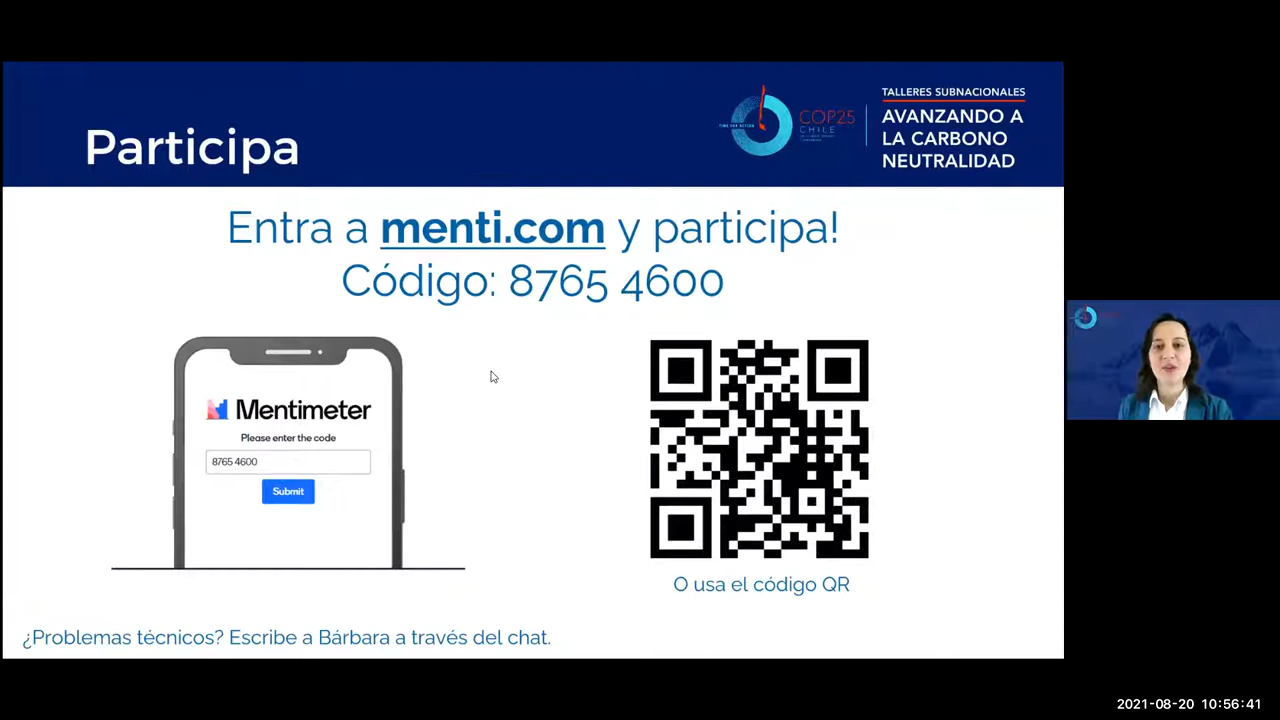 Participa
COP25
CHILE
TALLERES SUBNACIONALES
AVANZANDO A
LA CARBONO
NEUTRALIDAD
Entra a menti.com y participa!
Código: 8765 4600
Mentimeter
Please enter the code
8765 4600
Submit
O usa el código QR
¿Problemas técnicos? Escribe a Bárbara a través del chat.
2021-08-20 10:56:41